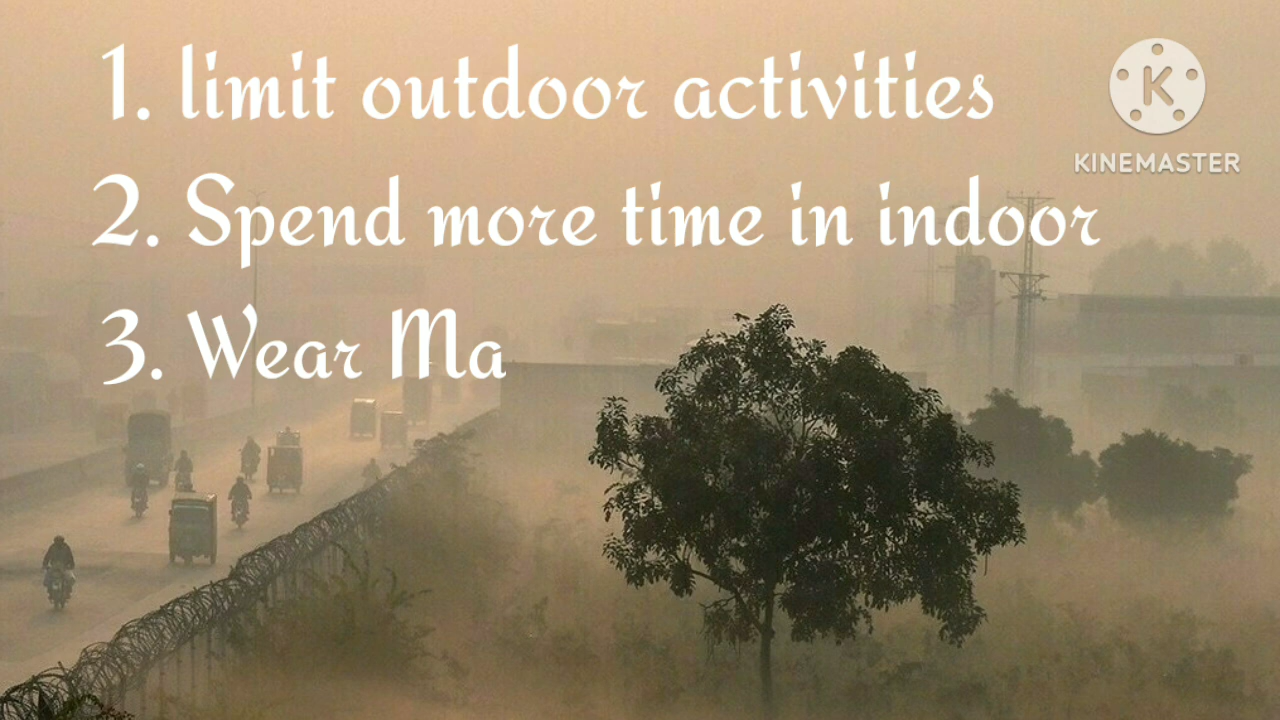 1. limit outdoor activities
2. Spend more time in indoor
3. Wear Ma
K
KINEMASTER